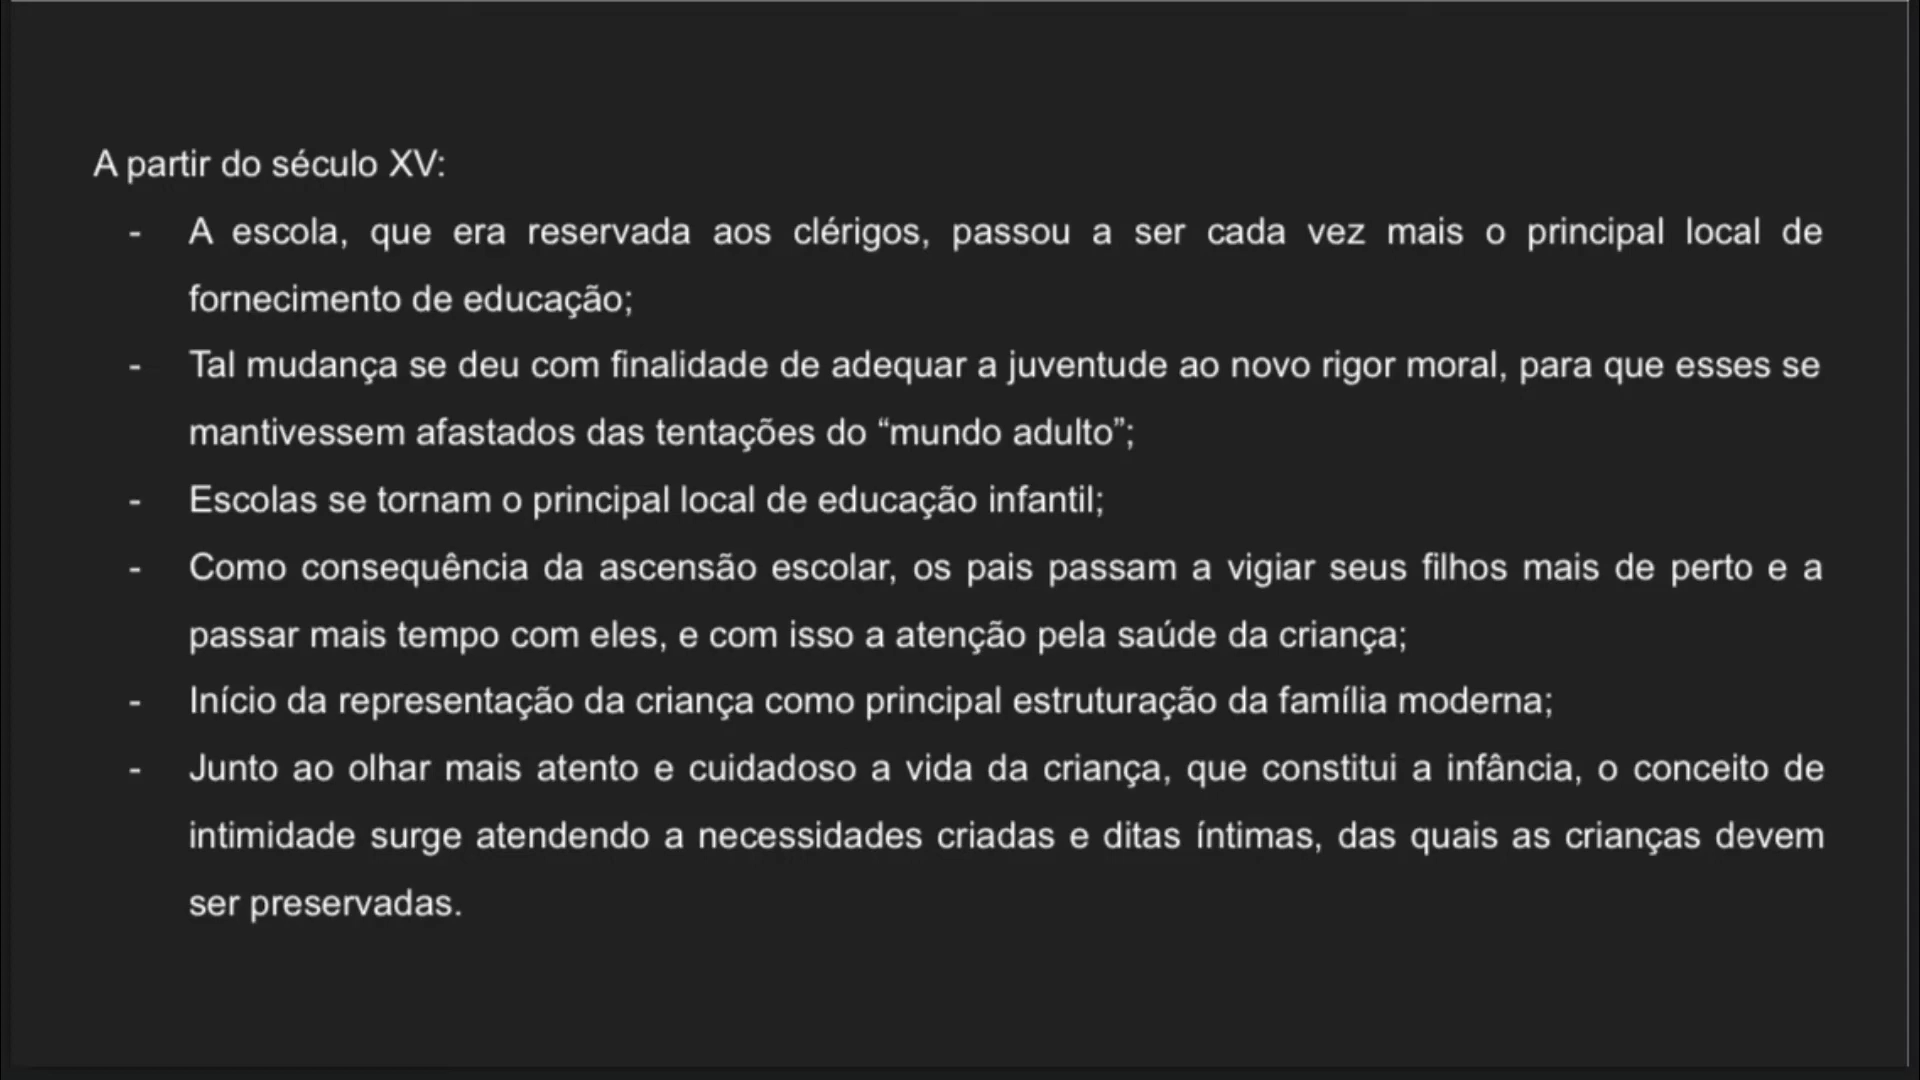 A partir do século XV:
- A escola, que era reservada aos clérigos, passou a ser cada vez mais o principal local de
fornecimento de educação;
- Tal mudança se deu com finalidade de adequar a juventude ao novo rigor moral, para que esses se
mantivessem afastados das tentações do “mundo adulto”;
- Escolas se tornam o principal local de educação infantil;
- Como consequência da ascensão escolar, os pais passam a vigiar seus filhos mais de perto e a
passar mais tempo com eles, e com isso a atenção pela saúde da criança;
- Início da representação da criança como principal estruturação da família moderna;
- Junto ao olhar mais atento e cuidadoso a vida da criança, que constitui a infância, o conceito de
intimidade surge atendendo a necessidades criadas e ditas íntimas, das quais as crianças devem
ser preservadas.